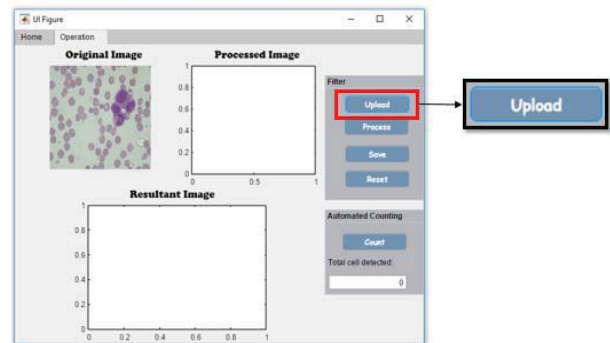 UI Figure
Home Operation
Original Image
Processed Image
1
0.8
0.6
0.4
0.2
0
0 0.5 1
Resultant Image
1
0.8
0.6
0.4
0.2
0
0 0.2 0.4 0.6 0.8 1
Filter
Upload
Process
Save
Reset
Automated Counting
Count
Total cell detected:
0
Upload